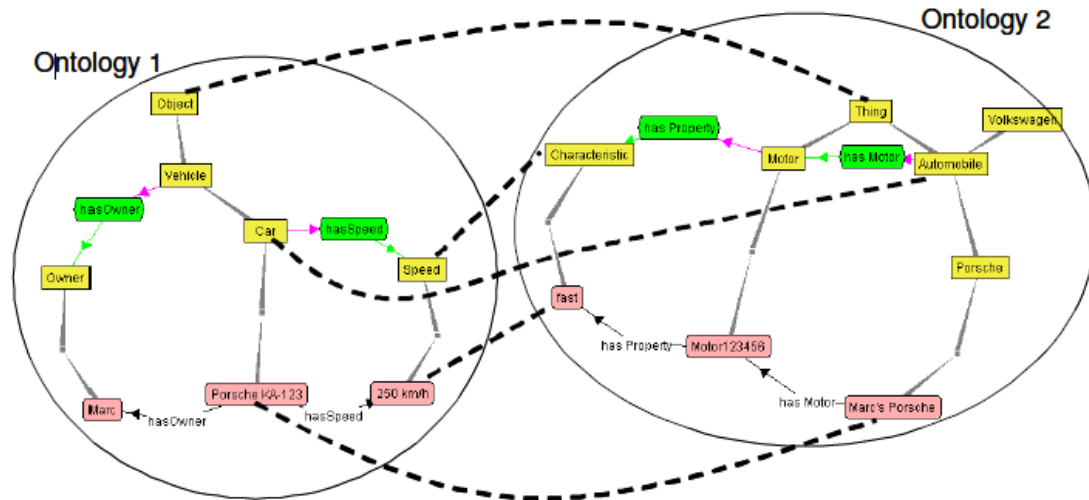 Ontology 1
Object
Vehicle
hasOwner
Car
hasSpeed
Owner
Speed
Marc
Porsche KA-123
250 km/h
hasOwner
hasSpeed
Ontology 2
Thing
Volkswagen
has Property
Characteristic
Motor
has Motor
Automobile
Porsche
fast
has Property
Motor123456
has Motor
Marc's Porsche